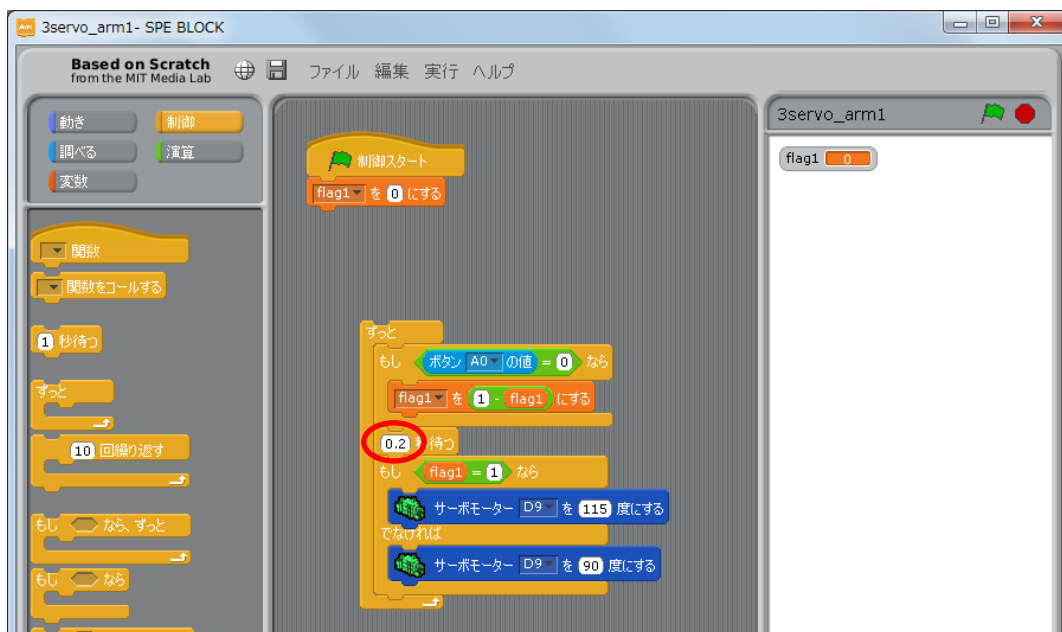 3servo_arm1- SPE BLOCK
Based on Scratch
from the MIT Media Lab
ファイル 編集 実行 ヘルプ
動き 制御
調べる 演算
変数
関数
関数をコールする
1 秒待つ
ずっと
10 回繰り返す
もし なら、ずっと
もし なら
制御スタート
flag1 を 0 にする
ずっと
もし ボタン A0 の値 = 0 なら
flag1 を 1 - flag1 にする
0.2 秒待つ
もし flag1 = 1 なら
サーボモーター D9 を 115 度にする
でなければ
サーボモーター D9 を 90 度にする
3servo_arm1
flag1 0